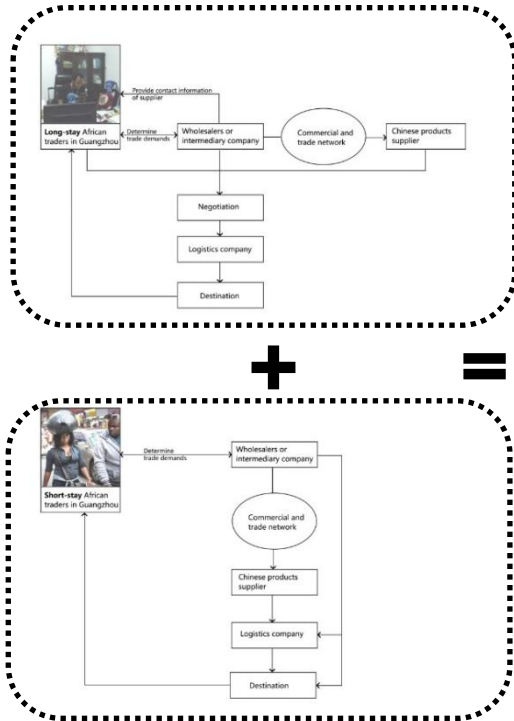 Provide contact information
of supplier
Long-stay African
traders in Guangzhou
Determine
trade demands
Wholesalers or
intermediary company
Commercial and
trade network
Chinese products
supplier
Negotiation
Logistics company
Destination
+
=
Short-stay African
traders in Guangzhou
Determine
trade demands
Wholesalers or
intermediary company
Commercial and
trade network
Chinese products
supplier
Logistics company
Destination